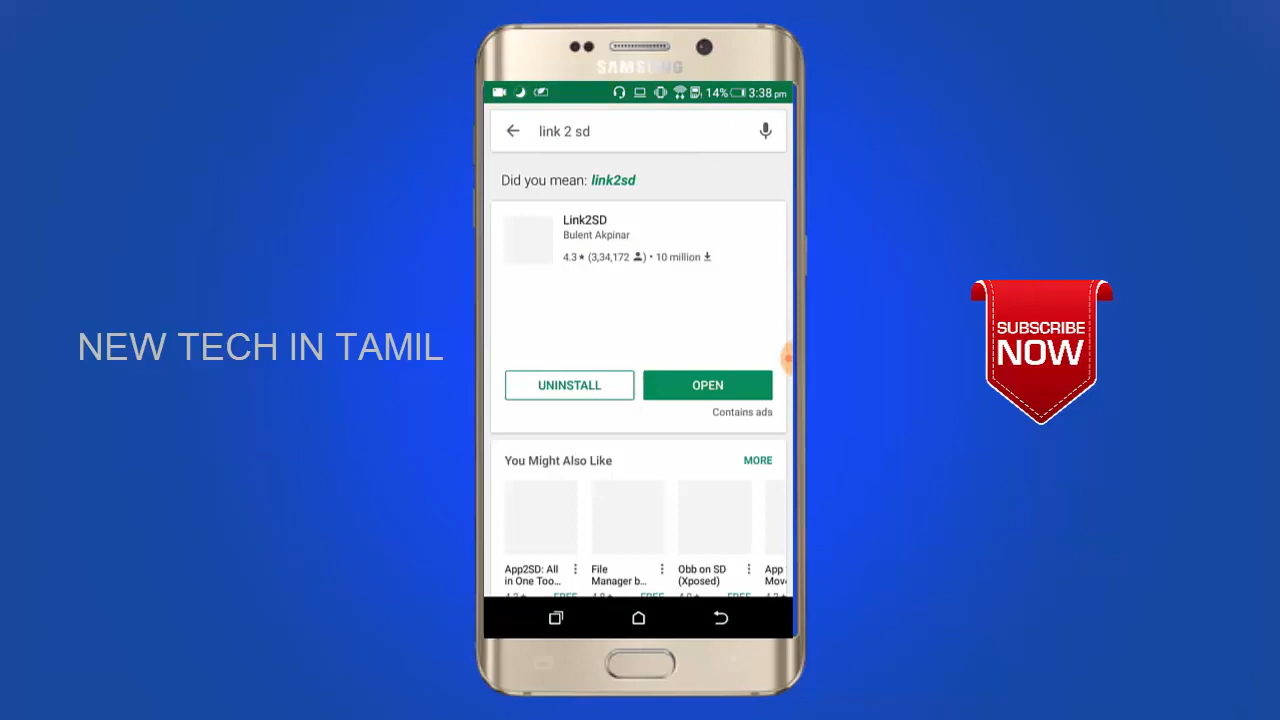 SAMSUNG
14% 3:38 pm
link 2 sd
Did you mean: link2sd
Link2SD
Bulent Akpinar
4.3 ★ (3,34,172 ) • 10 million
UNINSTALL OPEN
Contains ads
You Might Also Like MORE
App2SD: All in One Too…
File Manager b…
Obb on SD (Xposed)
App
NEW TECH IN TAMIL
SUBSCRIBE
NOW